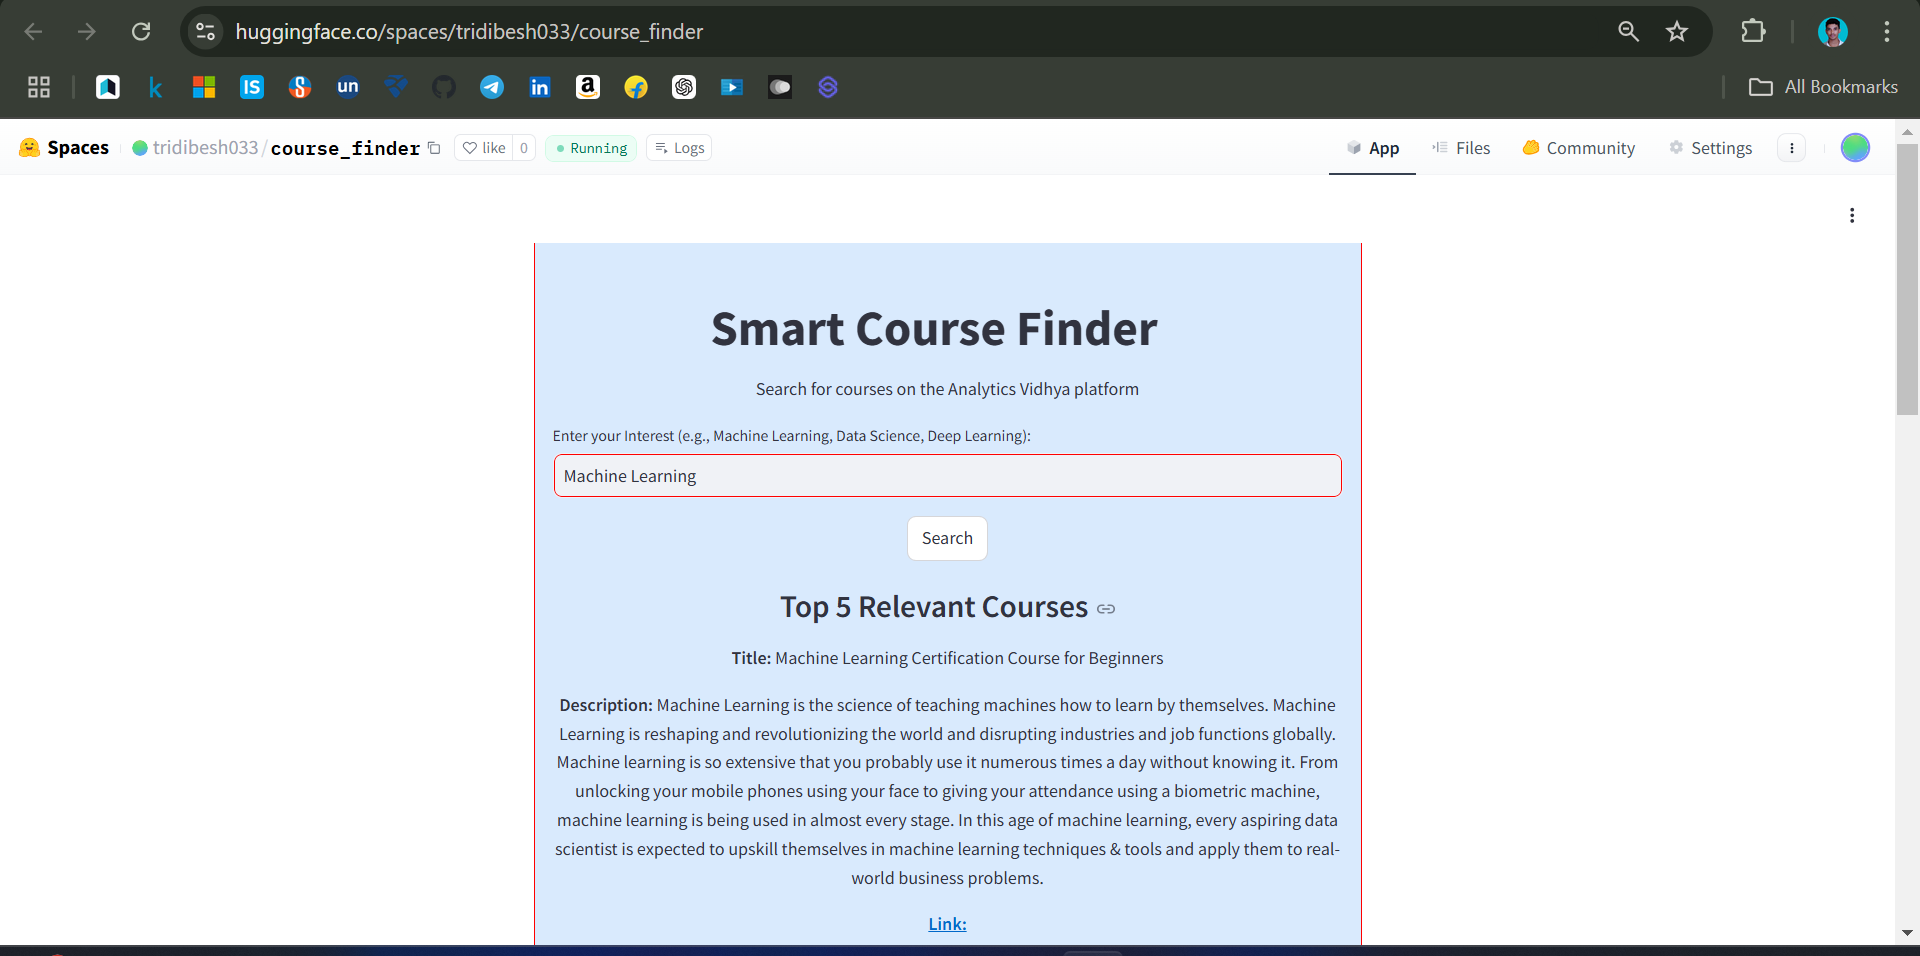 huggingface.co/spaces/tridibesh033/course_finder
k IS S un in a
All Bookmarks
Spaces tridibesh033/course_finder like 0 Running Logs App Files Community Settings
Smart Course Finder
Search for courses on the Analytics Vidhya platform
Enter your Interest (e.g., Machine Learning, Data Science, Deep Learning):
Machine Learning
Search
Top 5 Relevant Courses
Title: Machine Learning Certification Course for Beginners
Description: Machine Learning is the science of teaching machines how to learn by themselves. Machine
Learning is reshaping and revolutionizing the world and disrupting industries and job functions globally.
Machine learning is so extensive that you probably use it numerous times a day without knowing it. From
unlocking your mobile phones using your face to giving your attendance using a biometric machine,
machine learning is being used in almost every stage. In this age of machine learning, every aspiring data
scientist is expected to upskill themselves in machine learning techniques & tools and apply them to real-
world business problems.
Link: